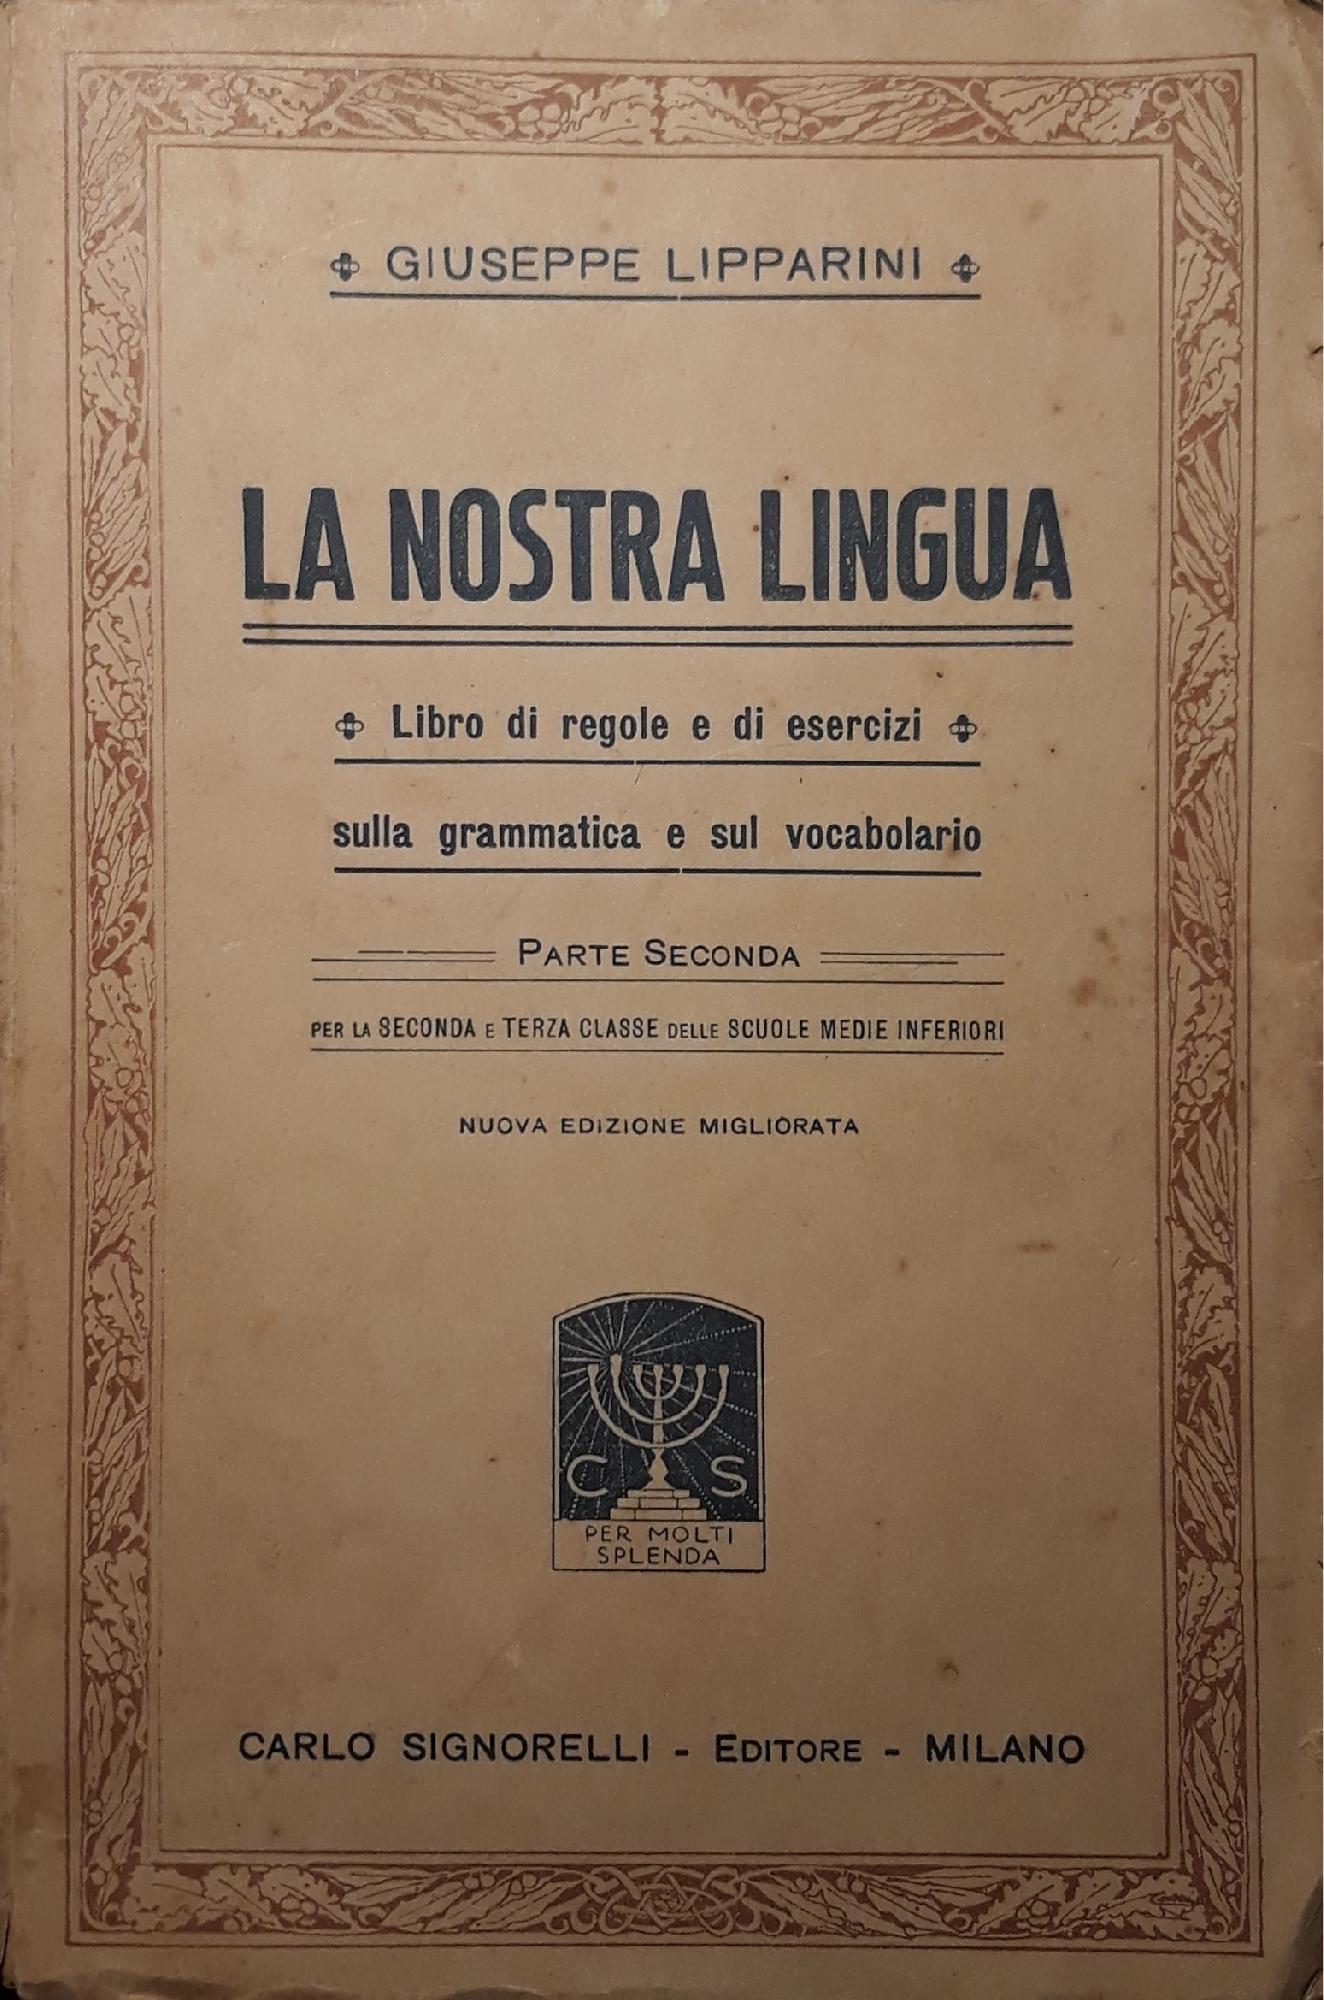 GIUSEPPE LIPPARINI
LA NOSTRA LINGUA
Libro di regole e di esercizi
sulla grammatica e sul vocabolario
PARTE SECONDA
PER LA SECONDA E TERZA CLASSE DELLE SCUOLE MEDIE INFERIORI
NUOVA EDIZIONE MIGLIORATA
C S
PER MOLTI
SPLENDA
CARLO SIGNORELLI - EDITORE - MILANO